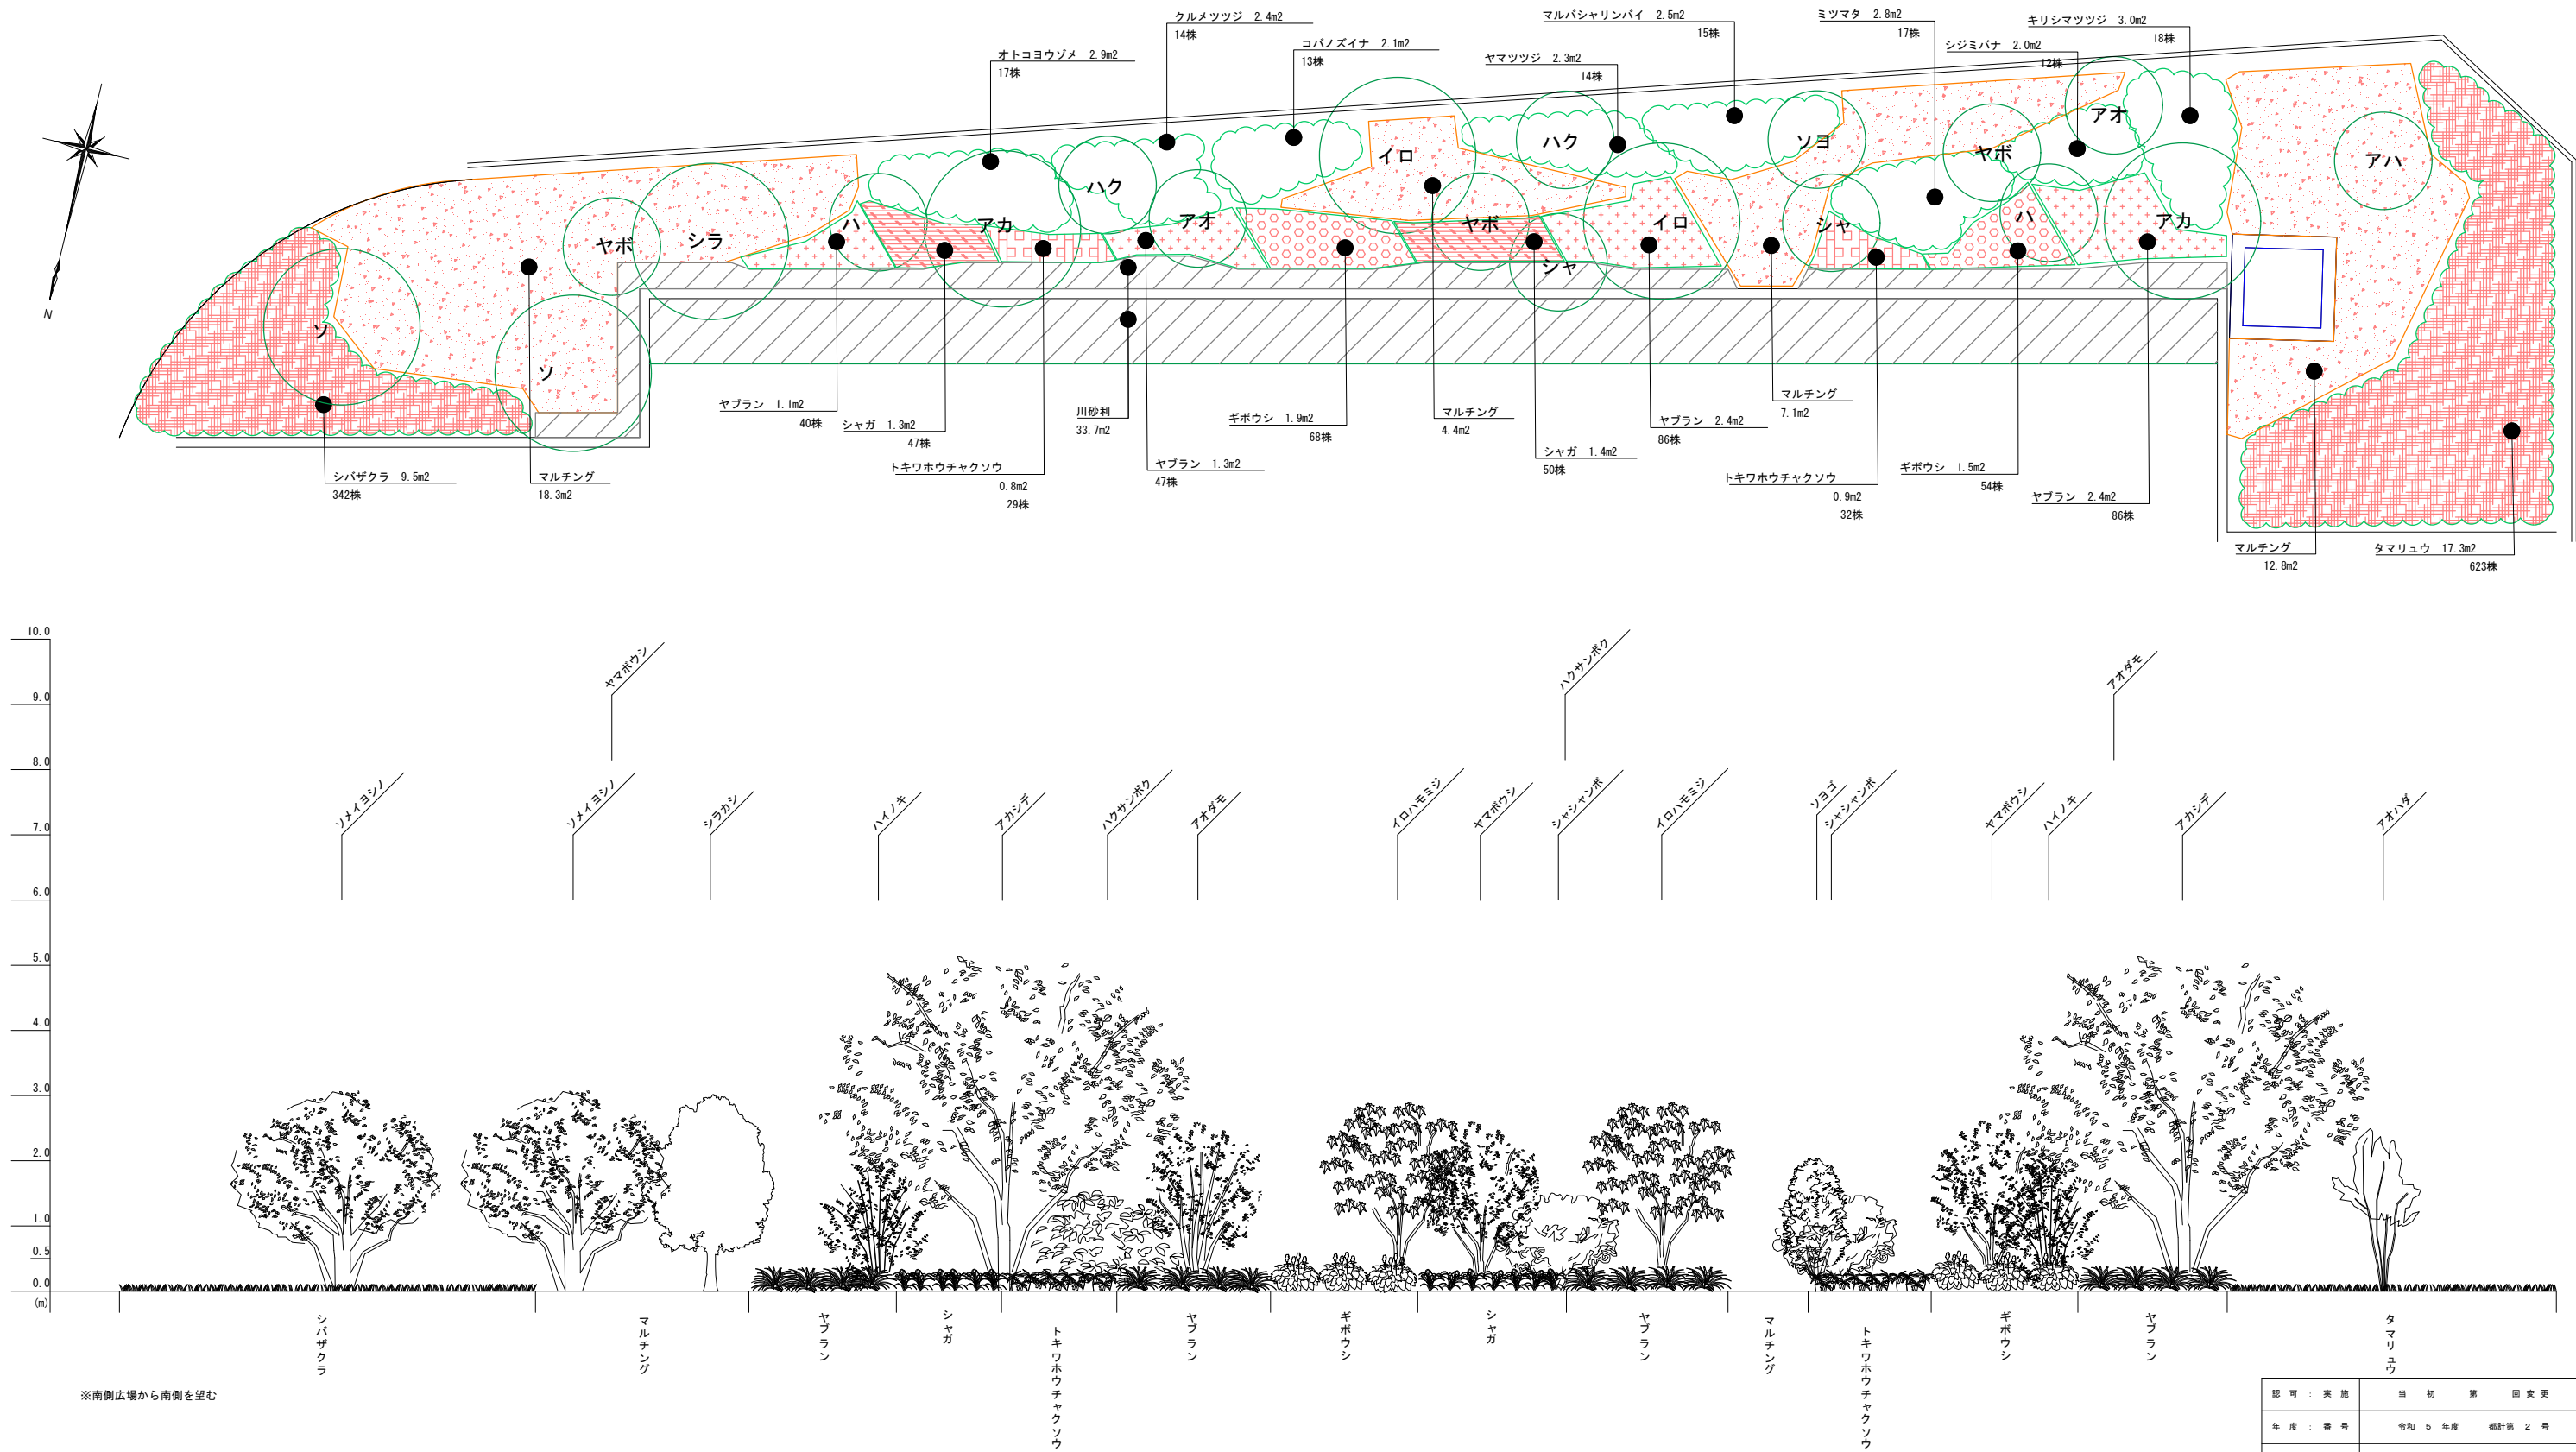 クルメツツジ 2.4m2
14株
マルバシャリンバイ 2.5m2
15株
ミツマタ 2.8m2
17株
キリシマツツジ 3.0m2
18株
オトコヨウゾメ 2.9m2
17株
コバノズイナ 2.1m2
13株
ヤマツツジ 2.3m2
14株
シジミバナ 2.0m2
12株
N
ソ
ソ
ヤボ
シラ
ハ
アカ
ハク
アオ
イロ
ヤボ
ハク
シャ
イロ
ソヨ
シャ
ヤボ
ハ
アオ
アカ
アハ
シバザクラ 9.5m2
342株
マルチング
18.3m2
ヤブラン 1.1m2
40株
シャガ 1.3m2
47株
トキワホウチャクソウ
0.8m2
29株
川砂利
33.7m2
ヤブラン 1.3m2
47株
ギボウシ 1.9m2
68株
マルチング
4.4m2
シャガ 1.4m2
50株
ヤブラン 2.4m2
86株
マルチング
7.1m2
トキワホウチャクソウ
0.9m2
32株
ギボウシ 1.5m2
54株
ヤブラン 2.4m2
86株
マルチング
12.8m2
タマリュウ 17.3m2
623株
10.0
9.0
8.0
7.0
6.0
5.0
4.0
3.0
2.0
1.0
0.5
0.0
(m)
ヤマボウシ
ハクサンボク
アオダモ
ソメイヨシノ
ソメイヨシノ
シラカシ
ハイノキ
アカシデ
ハクサンボク
アオダモ
イロハモミジ
ヤマボウシ
シャシャンボ
イロハモミジ
ソヨゴ
シャシャンボ
ヤマボウシ
ハイノキ
アカシデ
アオハダ
シバザクラ
マルチング
ヤブラン
シャガ
トキワホウチャクソウ
ヤブラン
ギボウシ
シャガ
ヤブラン
マルチング
トキワホウチャクソウ
ギボウシ
ヤブラン
タマリュウ
※南側広場から南側を望む
認可：実施 当初 第 回変更
年度：番号 令和 5 年度 都計第 2 号